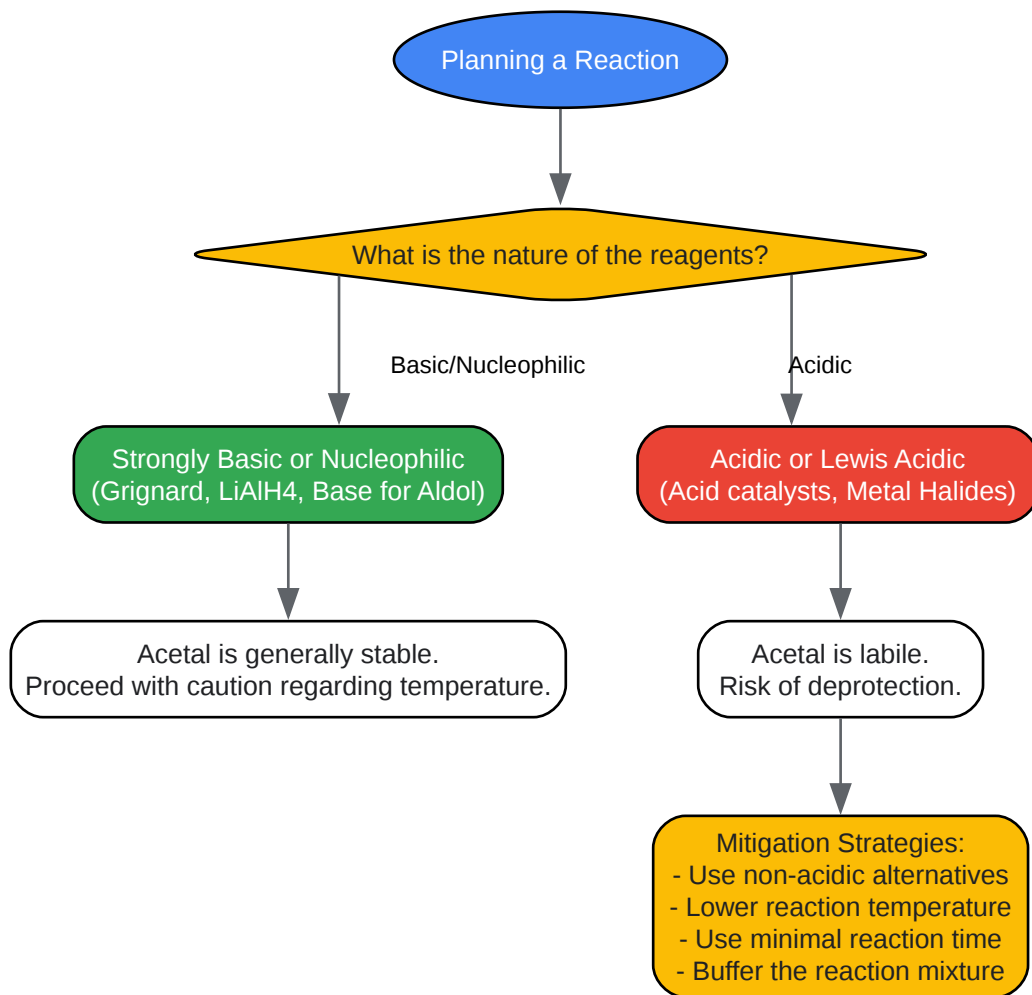 Planning a Reaction
What is the nature of the reagents?
Basic/Nucleophilic
Acidic
Strongly Basic or Nucleophilic
(Grignard, LiAlH4, Base for Aldol)
Acidic or Lewis Acidic
(Acid catalysts, Metal Halides)
Acetal is generally stable.
Proceed with caution regarding temperature.
Acetal is labile.
Risk of deprotection.
Mitigation Strategies:
- Use non-acidic alternatives
- Lower reaction temperature
- Use minimal reaction time
- Buffer the reaction mixture